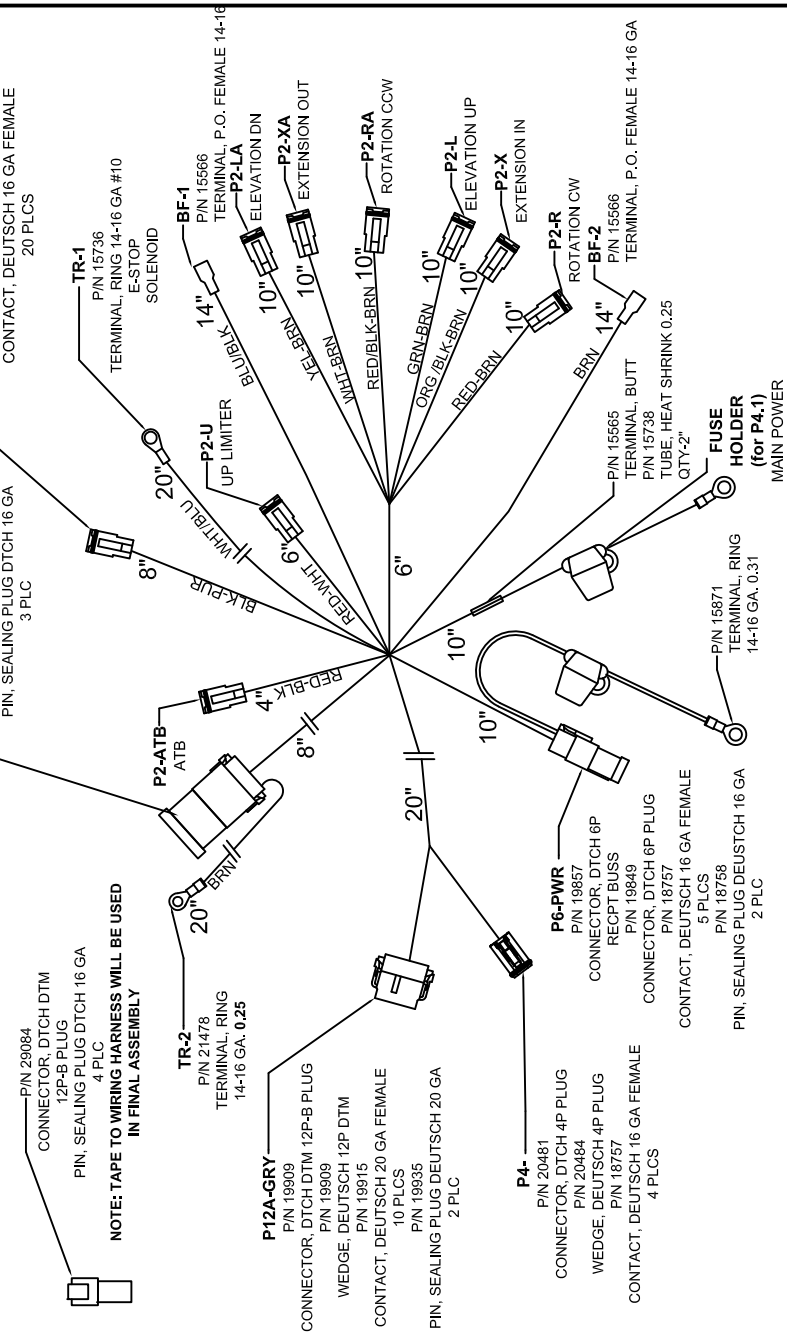 CONTACT, DEUTSCH 16 GA FEMALE
20 PLCS
PIN, SEALING PLUG DTCH 16 GA
3 PLC
P/N 29084
CONNECTOR, DTCH DTM
12P-B PLUG
PIN, SEALING PLUG DTCH 16 GA
4 PLC
NOTE: TAPE TO WIRING HARNESS WILL BE USED
IN FINAL ASSEMBLY
TR-1
P/N 15736
TERMINAL, RING 14-16 GA #10
E-STOP
SOLENOID
20"
WHT/BLU
BF-1
P/N 15566
TERMINAL, P.O. FEMALE 14-16
14"
BLU/BLK
P2-LA
ELEVATION DN
10"
YEL-BRN
P2-XA
EXTENSION OUT
10"
WHT-BRN
P2-RA
ROTATION CCW
10"
RED/BLK-BRN
P2-L
ELEVATION UP
10"
GRN-BRN
P2-X
EXTENSION IN
10"
ORG /BLK-BRN
P2-R
ROTATION CW
10"
RED-BRN
BF-2
P/N 15566
TERMINAL, P.O. FEMALE 14-16 GA
14"
BRN
P2-U
UP LIMITER
6"
RED-WHT
8"
BLK-PUR
P2-ATB
ATB
4"
RED-BLK
8"
6"
20"
BRN
TR-2
P/N 21478
TERMINAL, RING
14-16 GA. 0.25
P/N 15565
TERMINAL, BUTT
P/N 15738
TUBE, HEAT SHRINK 0.25
QTY-2"
FUSE
HOLDER
(for P4.1)
MAIN POWER
10"
10"
P/N 15871
TERMINAL, RING
14-16 GA. 0.31
20"
P12A-GRY
P/N 19909
CONNECTOR, DTCH DTM 12P-B PLUG
P/N 19909
WEDGE, DEUTSCH 12P DTM
P/N 19915
CONTACT, DEUTSCH 20 GA FEMALE
10 PLCS
P/N 19935
PIN, SEALING PLUG DEUTSCH 20 GA
2 PLC
P4-
P/N 20481
CONNECTOR, DTCH 4P PLUG
P/N 20484
WEDGE, DEUTSCH 4P PLUG
P/N 18757
CONTACT, DEUTSCH 16 GA FEMALE
4 PLCS
P6-PWR
P/N 19857
CONNECTOR, DTCH 6P
RECPT BUSS
P/N 19849
CONNECTOR, DTCH 6P PLUG
P/N 18757
CONTACT, DEUTSCH 16 GA FEMALE
5 PLCS
P/N 18758
PIN, SEALING PLUG DEUSTCH 16 GA
2 PLC